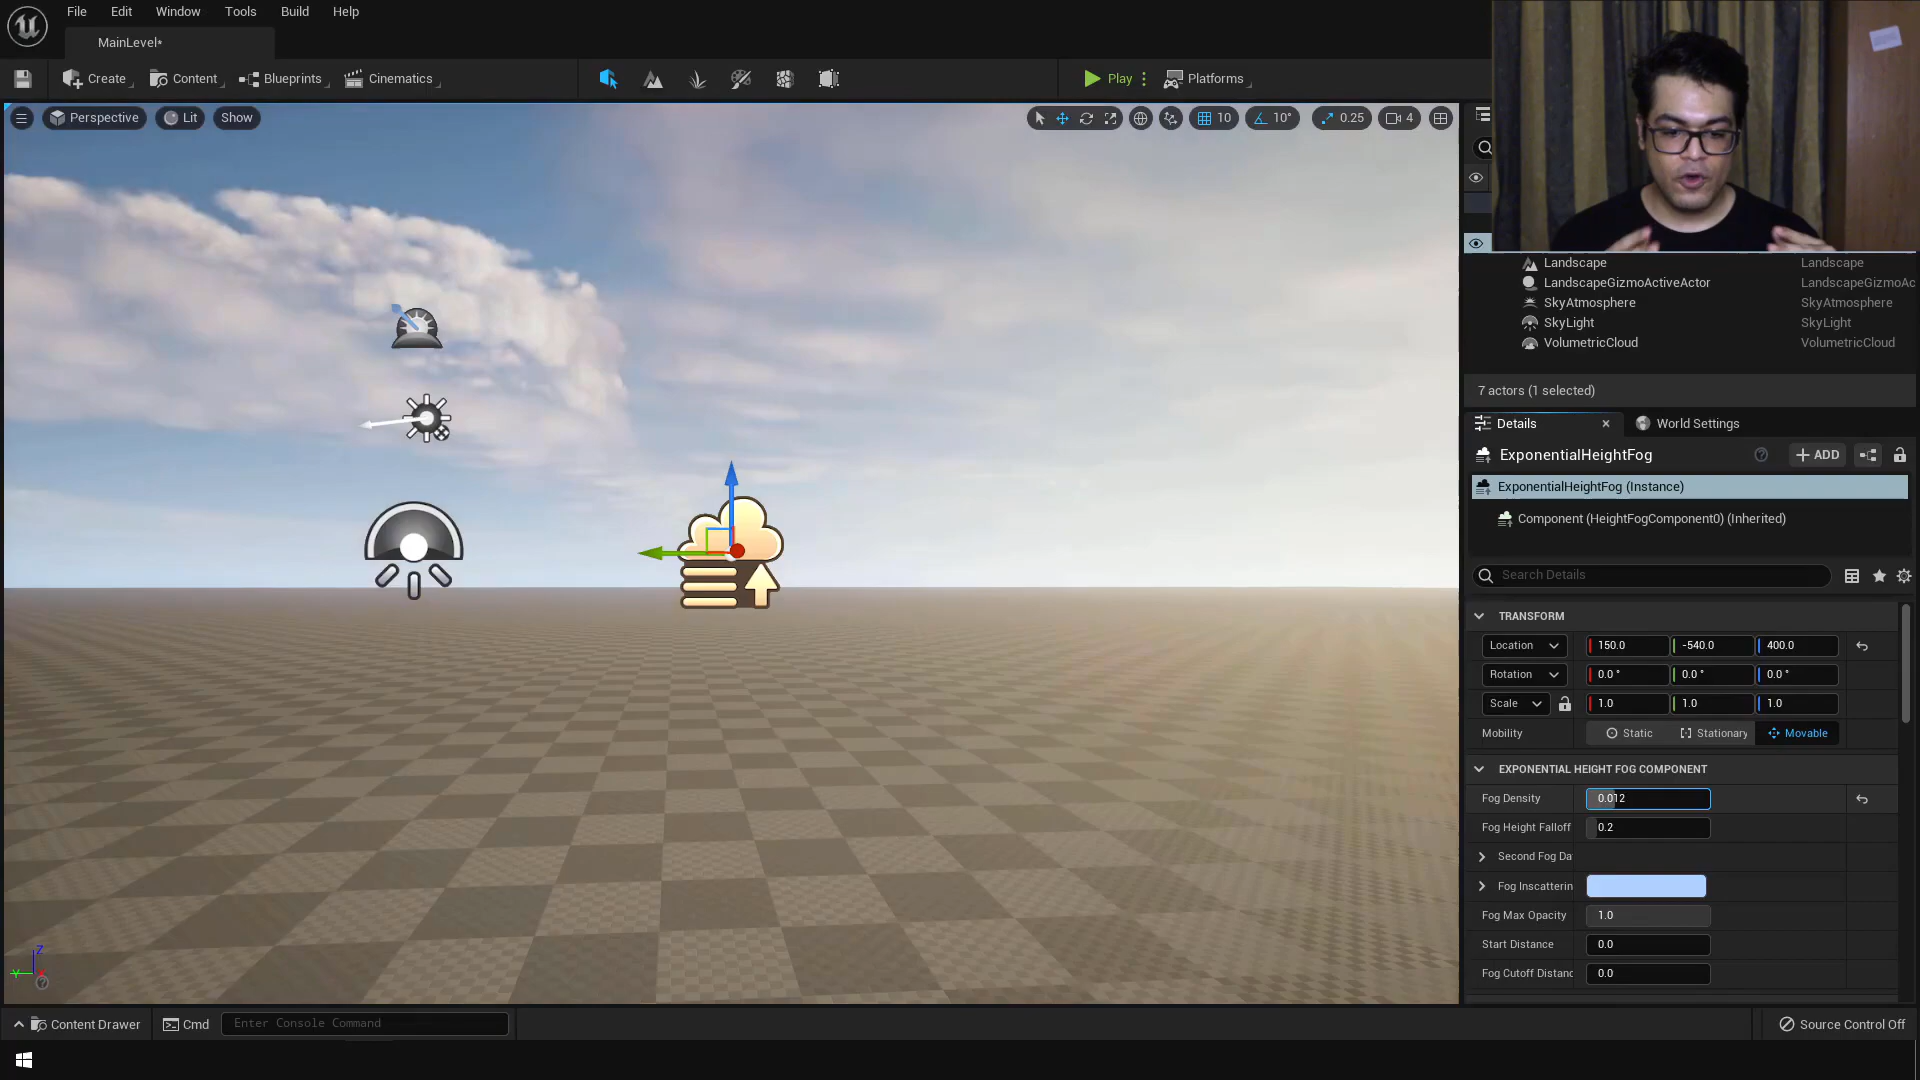 File Edit Window Tools Build Help
MainLevel*
Create Content Blueprints Cinematics Play Platforms
Perspective Lit Show 10 10° 0.25 4
Landscape Landscape
LandscapeGizmoActiveActor LandscapeGizmoAc
SkyAtmosphere SkyAtmosphere
SkyLight SkyLight
VolumetricCloud VolumetricCloud
7 actors (1 selected)
Details World Settings
ExponentialHeightFog ADD
ExponentialHeightFog (Instance)
Component (HeightFogComponent0) (Inherited)
Search Details
TRANSFORM
Location 150.0 -540.0 400.0
Rotation 0.0 ° 0.0 ° 0.0 °
Scale 1.0 1.0 1.0
Mobility Static Stationary Movable
EXPONENTIAL HEIGHT FOG COMPONENT
Fog Density 0.012
Fog Height Falloff 0.2
Second Fog Da
Fog Inscatterin
Fog Max Opacity 1.0
Start Distance 0.0
Fog Cutoff Distanc 0.0
Z
Y
Content Drawer Cmd Enter Console Command Source Control Off